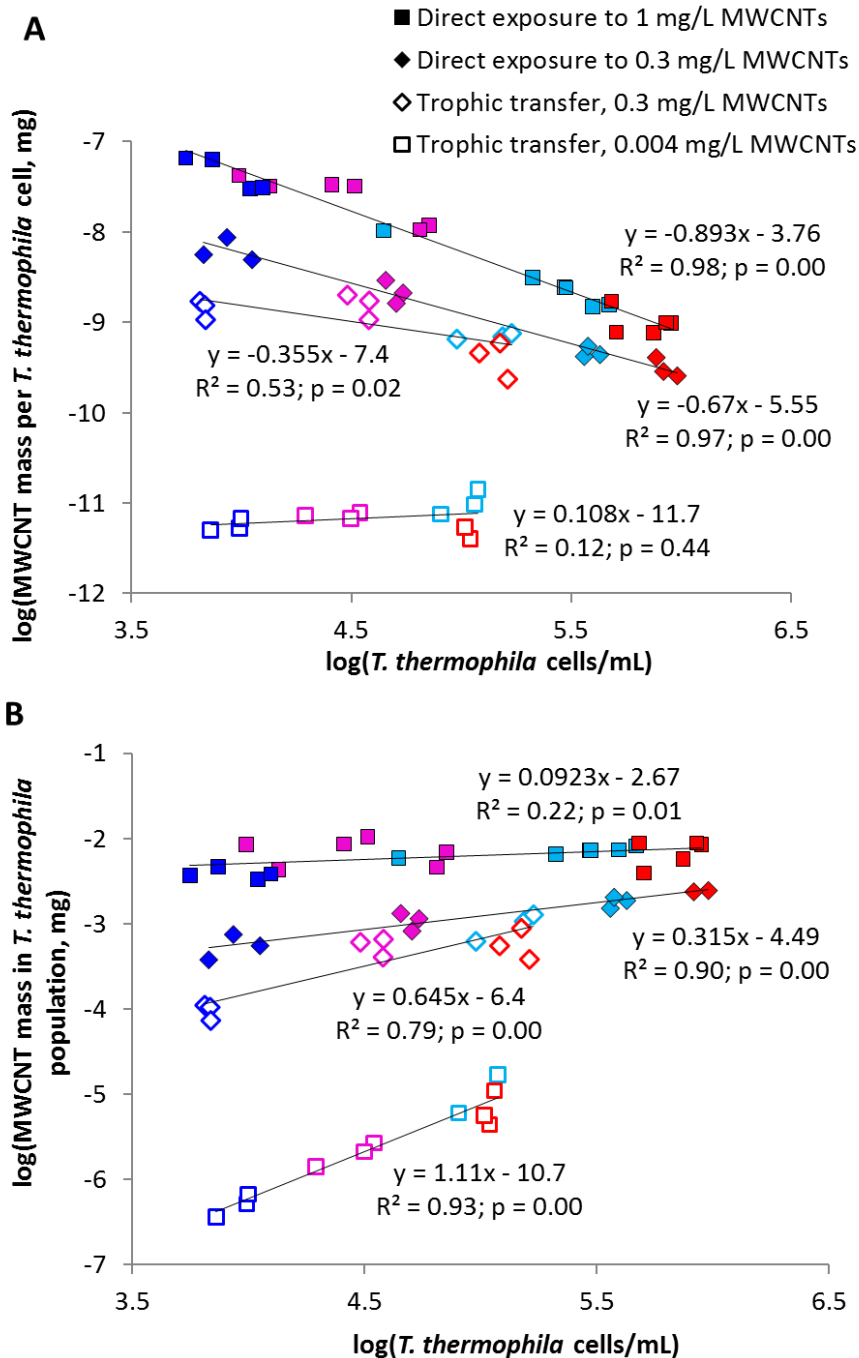 A
Direct exposure to 1 mg/L MWCNTs
Direct exposure to 0.3 mg/L MWCNTs
Trophic transfer, 0.3 mg/L MWCNTs
Trophic transfer, 0.004 mg/L MWCNTs
log(MWCNT mass per T. thermophila cell, mg)
-7
-8
-9
-10
-11
-12
y = -0.893x - 3.76
R² = 0.98; p = 0.00
y = -0.355x - 7.4
R² = 0.53; p = 0.02
y = -0.67x - 5.55
R² = 0.97; p = 0.00
y = 0.108x - 11.7
R² = 0.12; p = 0.44
3.5 4.5 5.5 6.5
log(T. thermophila cells/mL)
B
log(MWCNT mass in T. thermophila
population, mg)
-1
-2
-3
-4
-5
-6
-7
y = 0.0923x - 2.67
R² = 0.22; p = 0.01
y = 0.315x - 4.49
R² = 0.90; p = 0.00
y = 0.645x - 6.4
R² = 0.79; p = 0.00
y = 1.11x - 10.7
R² = 0.93; p = 0.00
3.5 4.5 5.5 6.5
log(T. thermophila cells/mL)